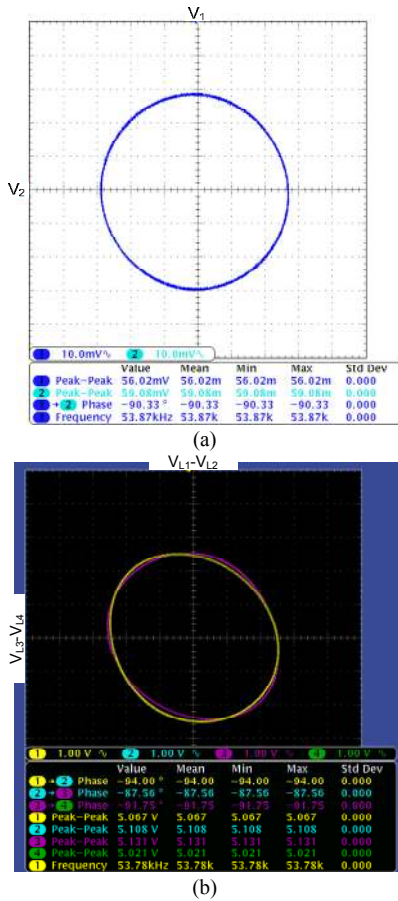 V1
V2
1 10.0mV∿ 2 10.0mV∿
Value Mean Min Max Std Dev
1 Peak-Peak 56.02mV 56.02m 56.02m 56.02m 0.000
2 Peak-Peak 59.08mV 59.08m 59.08m 59.08m 0.000
1 → 2 Phase -90.33 ° -90.33 -90.33 -90.33 0.000
1 Frequency 53.87kHz 53.87k 53.87k 53.87k 0.000
(a)
VL1-VL2
VL3-VL4
1 1.00 V ∿ 2 1.00 V ∿ 3 1.00 V ∿ 4 1.00 V ∿
Value Mean Min Max Std Dev
1 → 2 Phase -94.00 ° -94.00 -94.00 -94.00 0.000
2 → 3 Phase -87.56 ° -87.56 -87.56 -87.56 0.000
3 → 4 Phase 0.000
1 Peak-Peak 5.067 V 5.067 5.067 5.067 0.000
2 Peak-Peak 5.108 V 5.108 5.108 5.108 0.000
3 Peak-Peak 5.131 V 5.131 5.131 5.131 0.000
4 Peak-Peak 5.021 V 5.021 5.021 5.021 0.000
1 Frequency 53.78kHz 53.78k 53.78k 53.78k 0.000
(b)